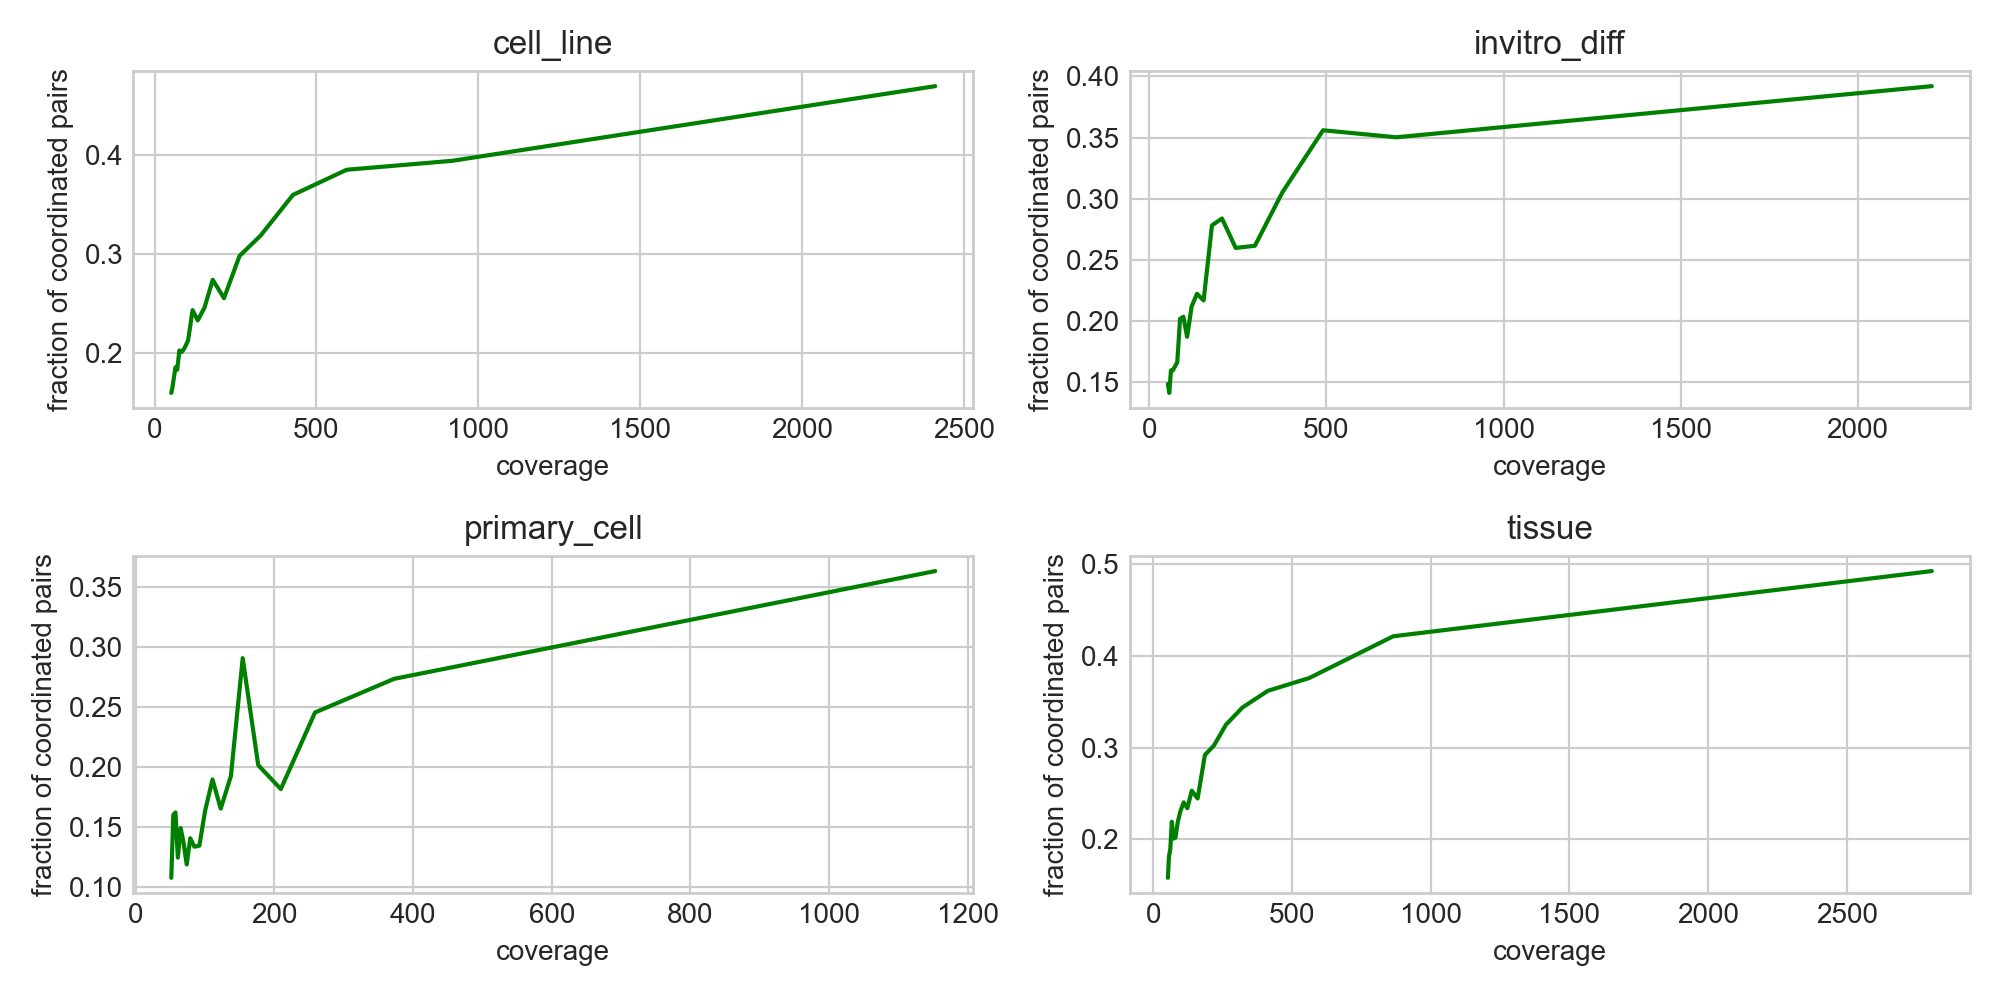 cell_line
fraction of coordinated pairs
0.4
0.3
0.2
0 500 1000 1500 2000 2500
coverage
invitro_diff
fraction of coordinated pairs
0.40
0.35
0.30
0.25
0.20
0.15
0 500 1000 1500 2000
coverage
primary_cell
fraction of coordinated pairs
0.35
0.30
0.25
0.20
0.15
0.10
0 200 400 600 800 1000 1200
coverage
tissue
fraction of coordinated pairs
0.5
0.4
0.3
0.2
0 500 1000 1500 2000 2500
coverage